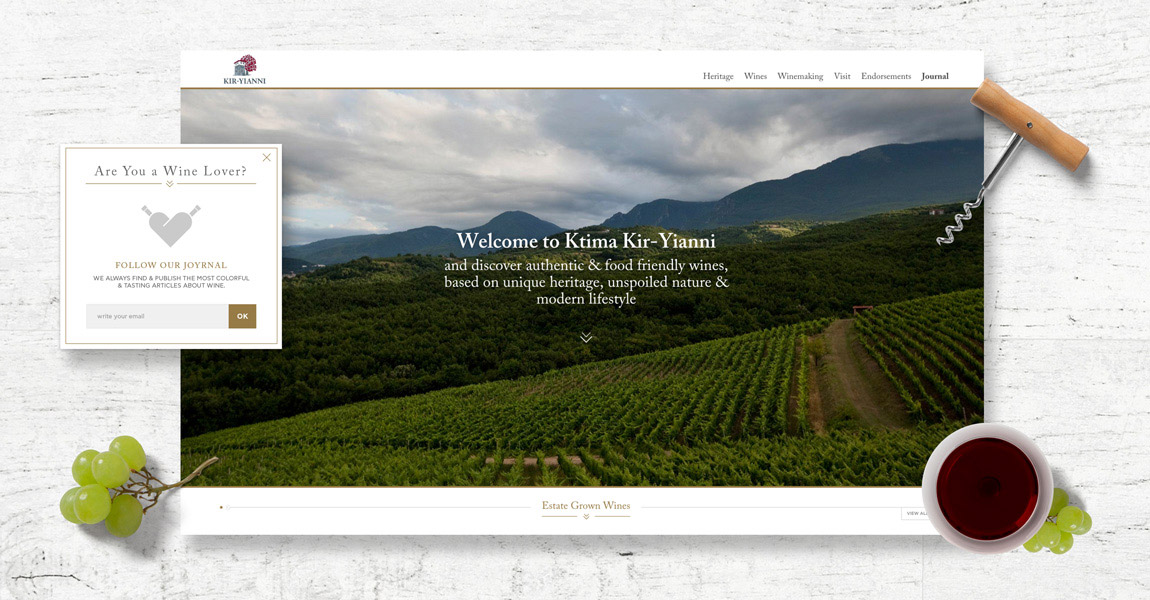 KIR-YIANNI
Heritage Wines Winemaking Visit Endorsements Journal
Are You a Wine Lover?
FOLLOW OUR JOYRNAL
WE ALWAYS FIND & PUBLISH THE MOST COLORFUL
& TASTING ARTICLES ABOUT WINE.
write your email
OK
Welcome to Ktima Kir-Yianni
and discover authentic & food friendly wines,
based on unique heritage, unspoiled nature &
modern lifestyle
Estate Grown Wines
VIEW